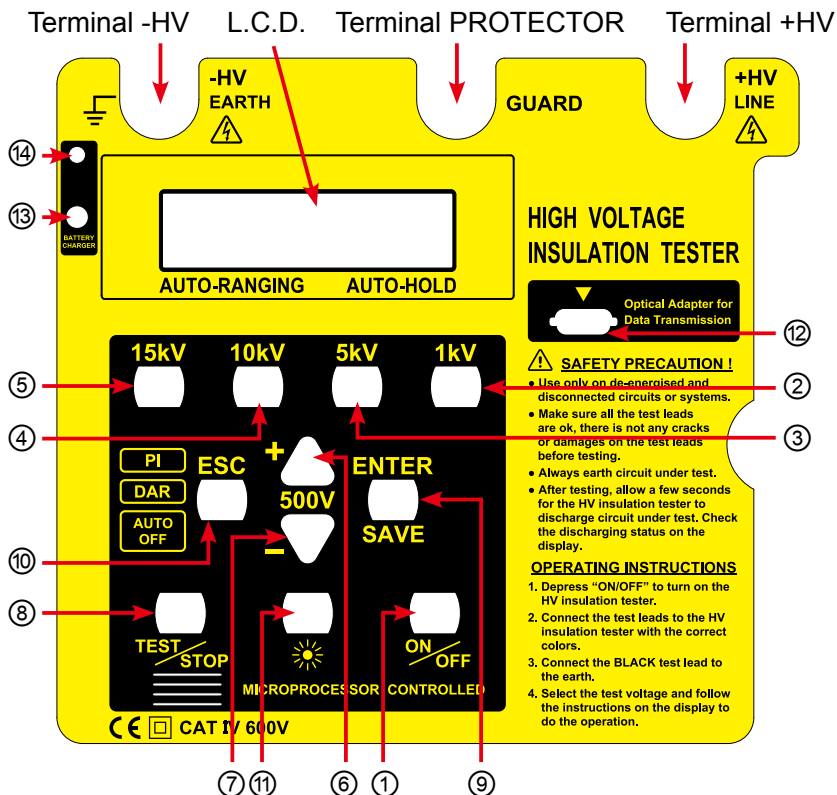 Terminal -HV L.C.D. Terminal PROTECTOR Terminal +HV
-HV
EARTH
GUARD
+HV
LINE
⑭
⑬
BATTERY
CHARGER
AUTO-RANGING AUTO-HOLD
HIGH VOLTAGE
INSULATION TESTER
Optical Adapter for
Data Transmission
⑫
15kV 10kV 5kV 1kV
⑤
④
②
③
PI
DAR
AUTO
OFF
ESC
+
500V
–
ENTER
SAVE
⑩
⑧
TEST/STOP
ON/OFF
MICROPROCESSOR CONTROLLED
CE CAT IV 600V
SAFETY PRECAUTION !
• Use only on de-energised and
disconnected circuits or systems.
• Make sure all the test leads
are ok, there is not any cracks
or damages on the test leads
before testing.
• Always earth circuit under test.
• After testing, allow a few seconds
for the HV insulation tester to
discharge circuit under test. Check
the discharging status on the
display.
OPERATING INSTRUCTIONS
1. Depress “ON/OFF” to turn on the
HV insulation tester.
2. Connect the test leads to the HV
insulation tester with the correct
colors.
3. Connect the BLACK test lead to
the earth.
4. Select the test voltage and follow
the instructions on the display to
do the operation.
⑦ ⑪ ⑥ ① ⑨